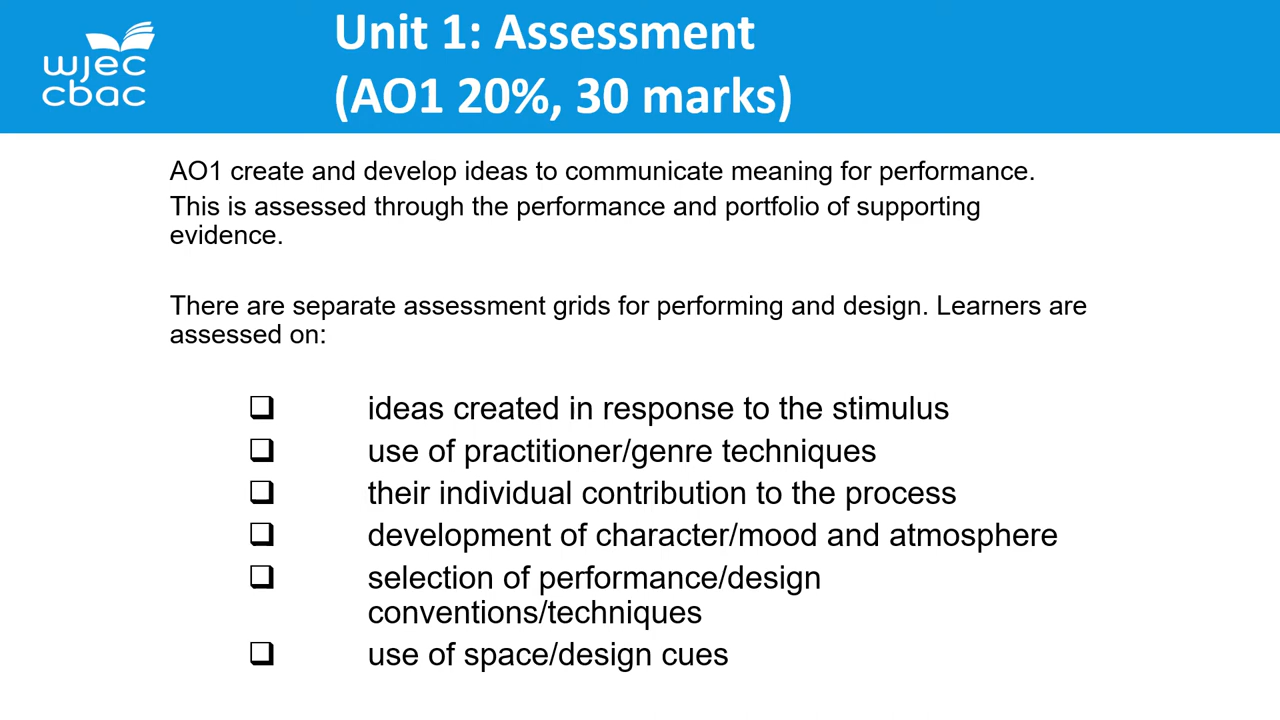 wjec
cbac
Unit 1: Assessment
(AO1 20%, 30 marks)
AO1 create and develop ideas to communicate meaning for performance.
This is assessed through the performance and portfolio of supporting
evidence.
There are separate assessment grids for performing and design. Learners are
assessed on:
❑ ideas created in response to the stimulus
❑ use of practitioner/genre techniques
❑ their individual contribution to the process
❑ development of character/mood and atmosphere
❑ selection of performance/design
conventions/techniques
❑ use of space/design cues